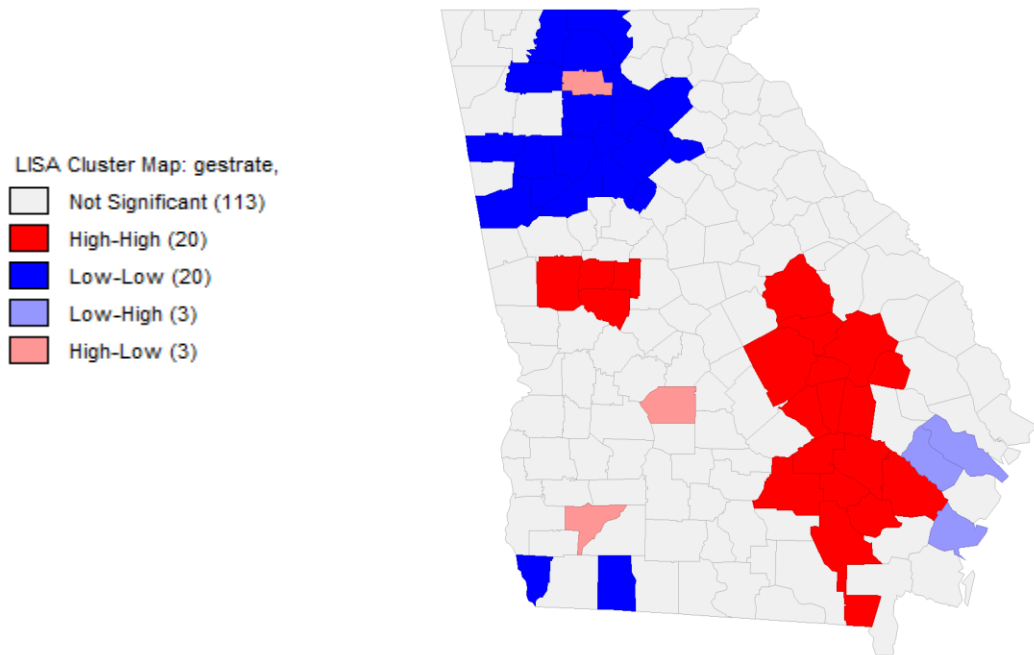 LISA Cluster Map: gestrate,
Not Significant (113)
High-High (20)
Low-Low (20)
Low-High (3)
High-Low (3)